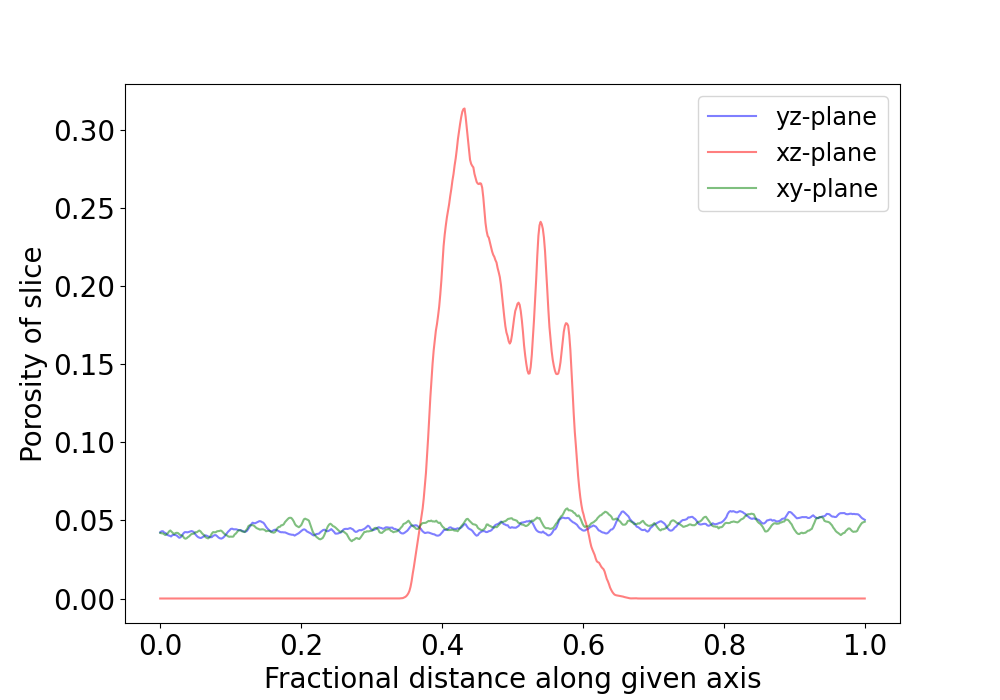 yz-plane
xz-plane
xy-plane
0.30
0.25
0.20
0.15
0.10
0.05
0.00
Porosity of slice
0.0 0.2 0.4 0.6 0.8 1.0
Fractional distance along given axis